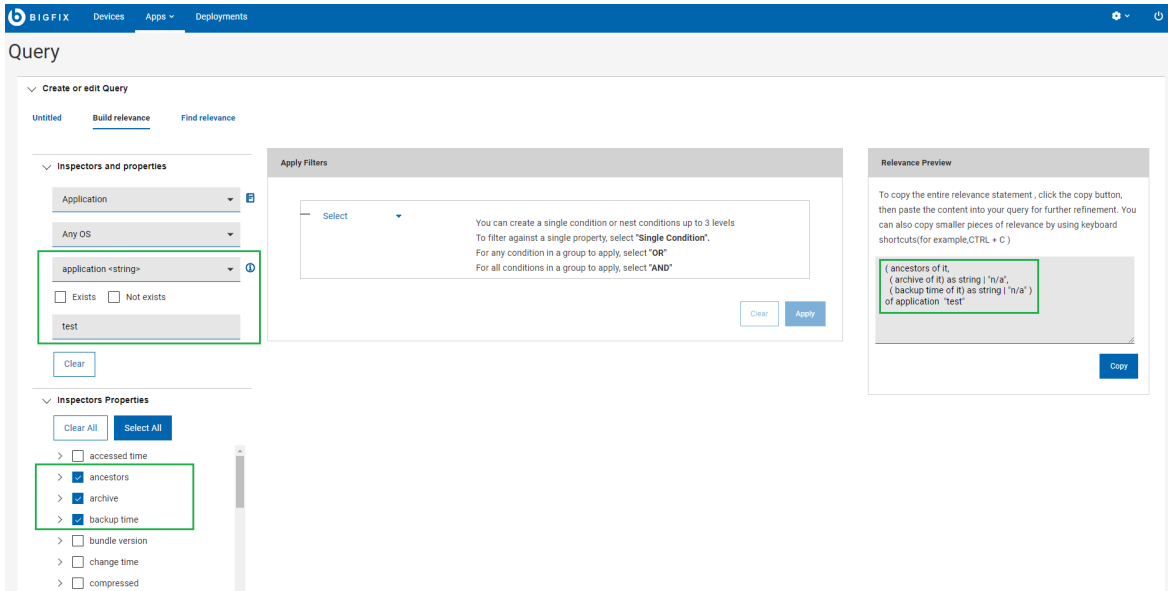 BIGFIX Devices Apps Deployments
Query
Create or edit Query
Untitled Build relevance Find relevance
Inspectors and properties
Application
Any OS
application <string>
Exists Not exists
test
Clear
Inspectors Properties
Clear All Select All
accessed time
ancestors
archive
backup time
bundle version
change time
compressed
Apply Filters
Select
You can create a single condition or nest conditions up to 3 levels
To filter against a single property, select "Single Condition".
For any condition in a group to apply, select "OR"
For all conditions in a group to apply, select "AND"
Clear Apply
Relevance Preview
To copy the entire relevance statement , click the copy button,
then paste the content into your query for further refinement. You
can also copy smaller pieces of relevance by using keyboard
shortcuts(for example,CTRL + C )
( ancestors of it,
( archive of it) as string | "n/a",
( backup time of it) as string | "n/a" )
of application "test"
Copy